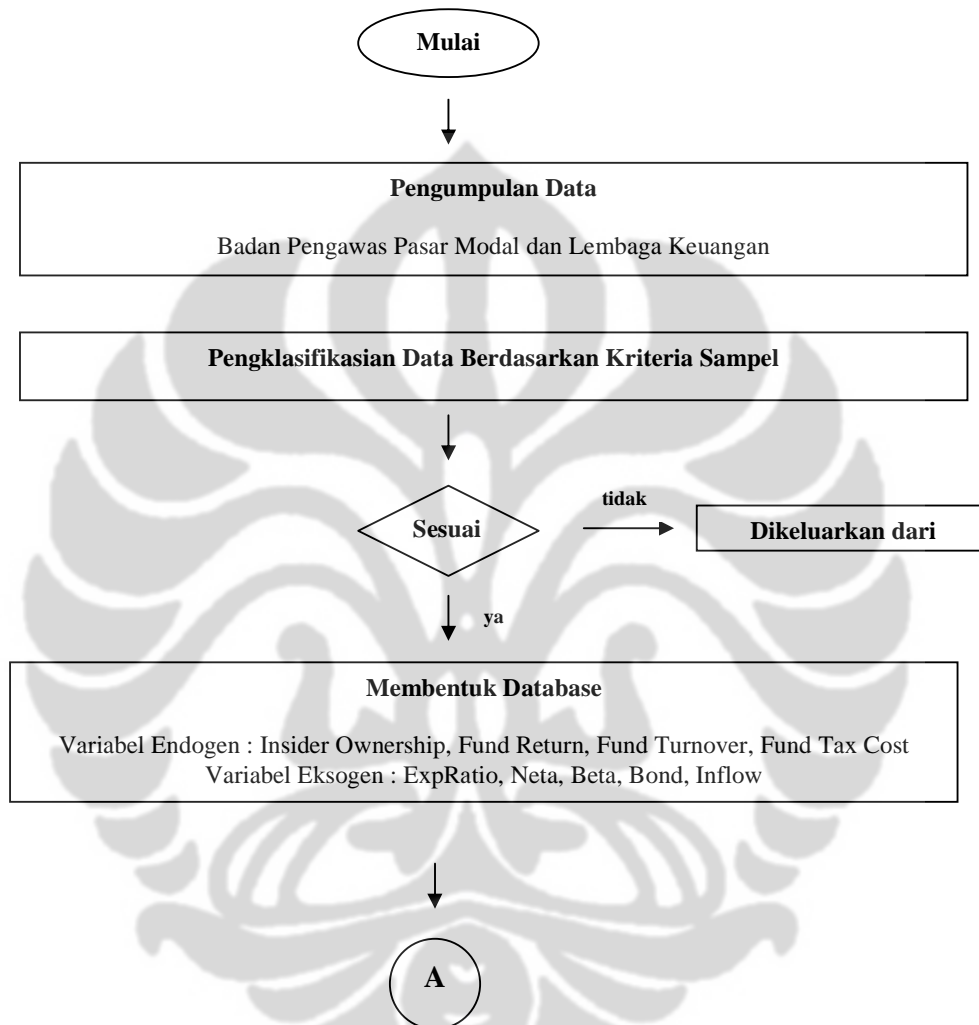 Mulai
Pengumpulan Data
Badan Pengawas Pasar Modal dan Lembaga Keuangan
Pengklasifikasian Data Berdasarkan Kriteria Sampel
tidak
Sesuai
Dikeluarkan dari
ya
Membentuk Database
Variabel Endogen : Insider Ownership, Fund Return, Fund Turnover, Fund Tax Cost
Variabel Eksogen : ExpRatio, Neta, Beta, Bond, Inflow
A